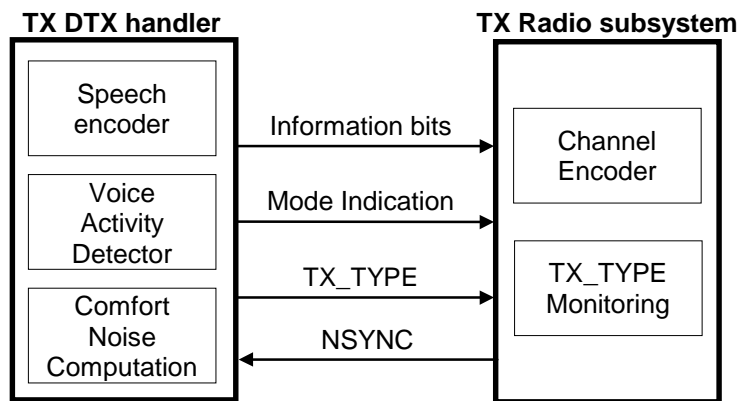 TX DTX handler
TX Radio subsystem
Speech
encoder
Voice
Activity
Detector
Comfort
Noise
Computation
Information bits
Mode Indication
TX_TYPE
NSYNC
Channel
Encoder
TX_TYPE
Monitoring